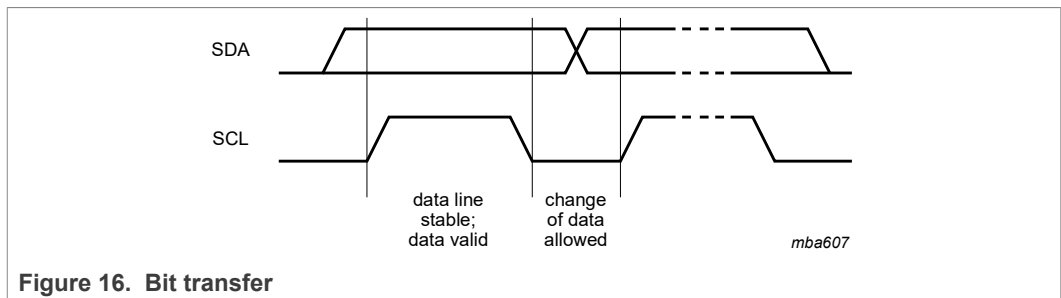 SDA
SCL
data line
stable;
data valid
change
of data
allowed
mba607
Figure 16. Bit transfer